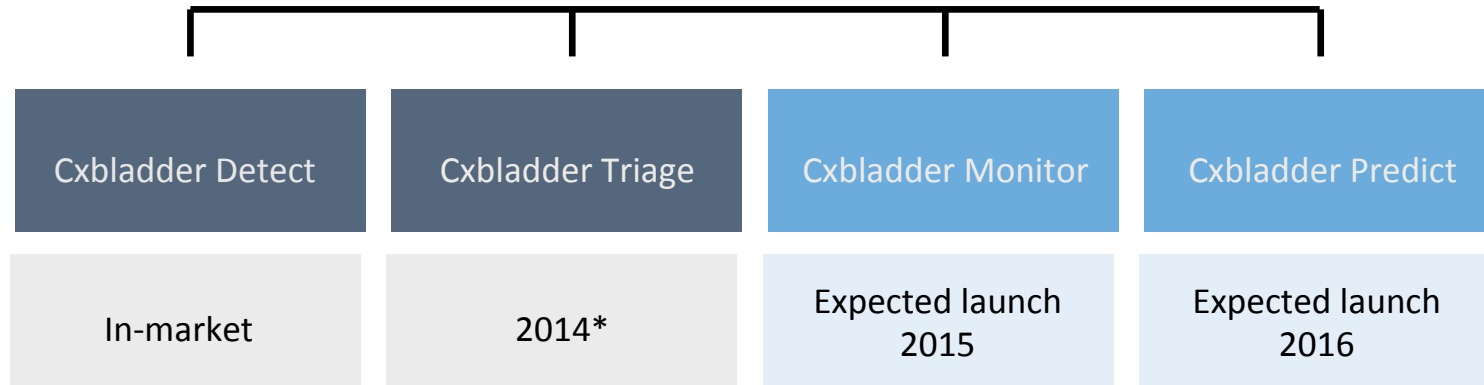 Cxbladder Detect
Cxbladder Triage
Cxbladder Monitor
Cxbladder Predict
In-market
2014*
Expected launch
2015
Expected launch
2016